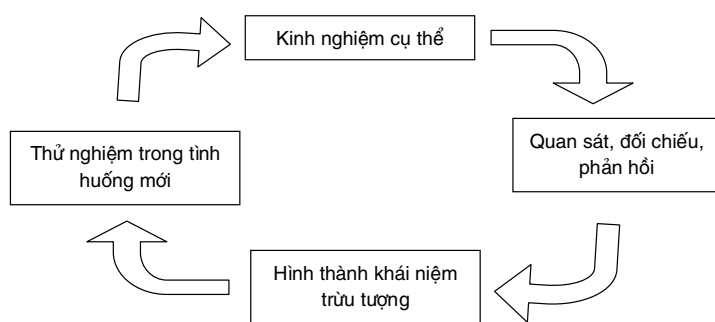 Kinh nghiệm cụ thể
Quan sát, đối chiếu,
phản hồi
Hình thành khái niệm
trừu tượng
Thử nghiệm trong tình
huống mới